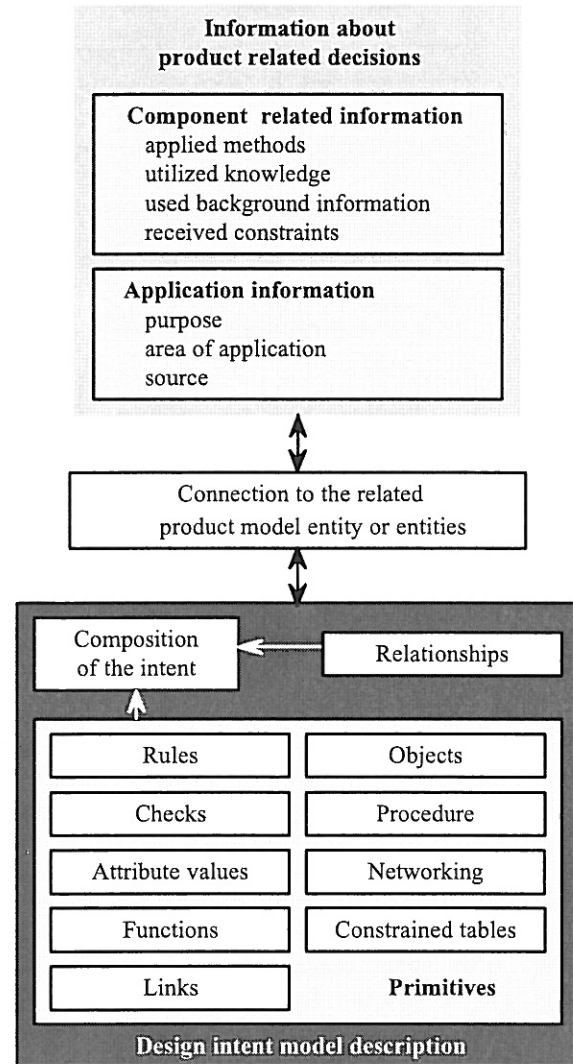 Information about
product related decisions
Component related information
applied methods
utilized knowledge
used background information
received constraints
Application information
purpose
area of application
source
Connection to the related
product model entity or entities
Composition
of the intent
Relationships
Rules
Objects
Checks
Procedure
Attribute values
Networking
Functions
Constrained tables
Links
Primitives
Design intent model description